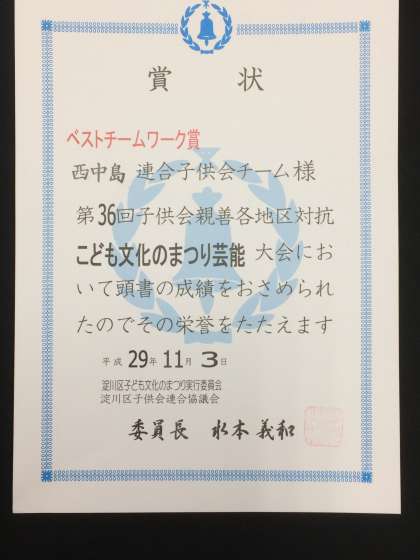 賞状
ベストチームワーク賞
西中島 連合子供会チーム様
第36回子供会親善各地区対抗
こども文化のまつり芸能 大会にお
いて頭書の成績をおさめられ
たのでその栄誉をたたえます
平成 29年 11月 3日
淀川区子ども文化のまつり実行委員会
淀川区子供会連合協議会
委員長 水本義和